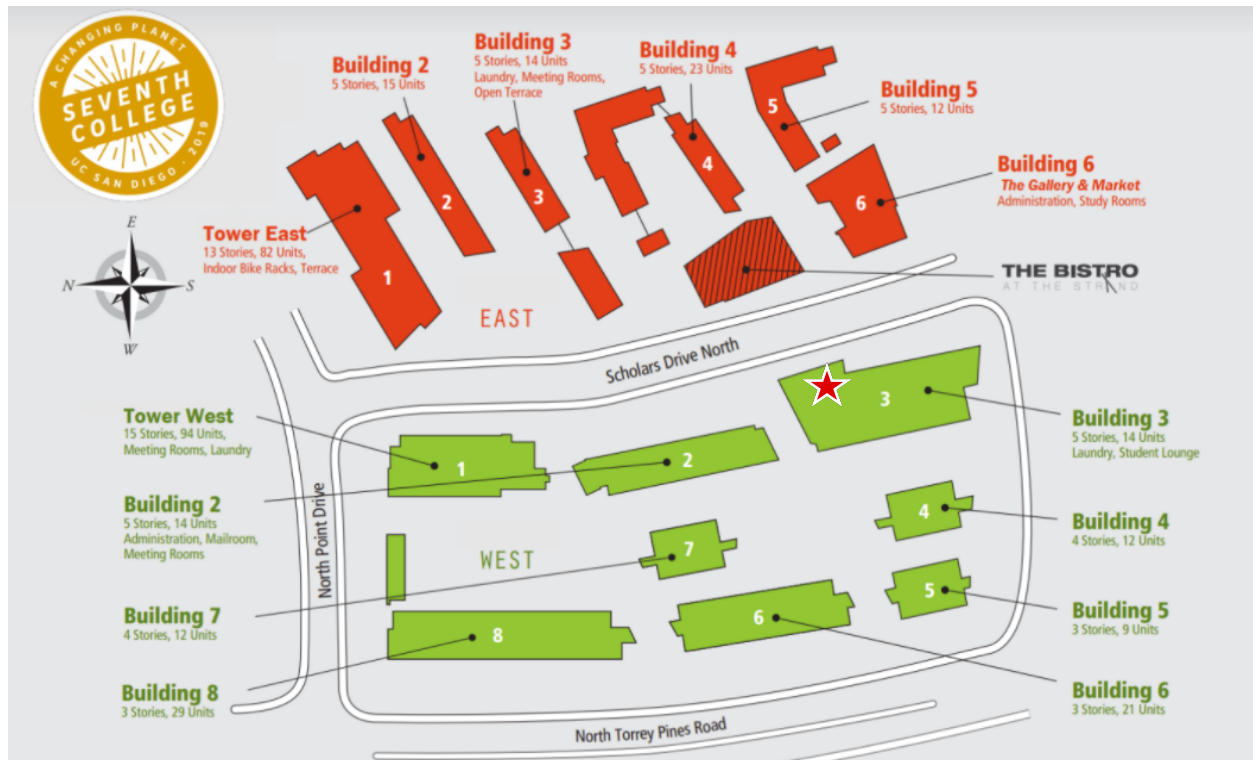 A CHANGING PLANET
SEVENTH
COLLEGE
UC SAN DIEGO · 2019
Building 2
5 Stories, 15 Units
Building 3
5 Stories, 14 Units
Laundry, Meeting Rooms,
Open Terrace
Building 4
5 Stories, 23 Units
Building 5
5 Stories, 12 Units
Building 6
The Gallery & Market
Administration, Study Rooms
Tower East
13 Stories, 82 Units,
Indoor Bike Racks, Terrace
1
2
3
4
5
6
E
N
S
W
THE BISTRO
AT THE STRAND
EAST
Scholars Drive North
Tower West
15 Stories, 94 Units,
Meeting Rooms, Laundry
Building 2
5 Stories, 14 Units
Administration, Mailroom,
Meeting Rooms
Building 7
4 Stories, 12 Units
Building 8
3 Stories, 29 Units
North Point Drive
WEST
1
2
3
4
5
6
7
8
Building 3
5 Stories, 14 Units
Laundry, Student Lounge
Building 4
4 Stories, 12 Units
Building 5
3 Stories, 9 Units
Building 6
3 Stories, 21 Units
North Torrey Pines Road